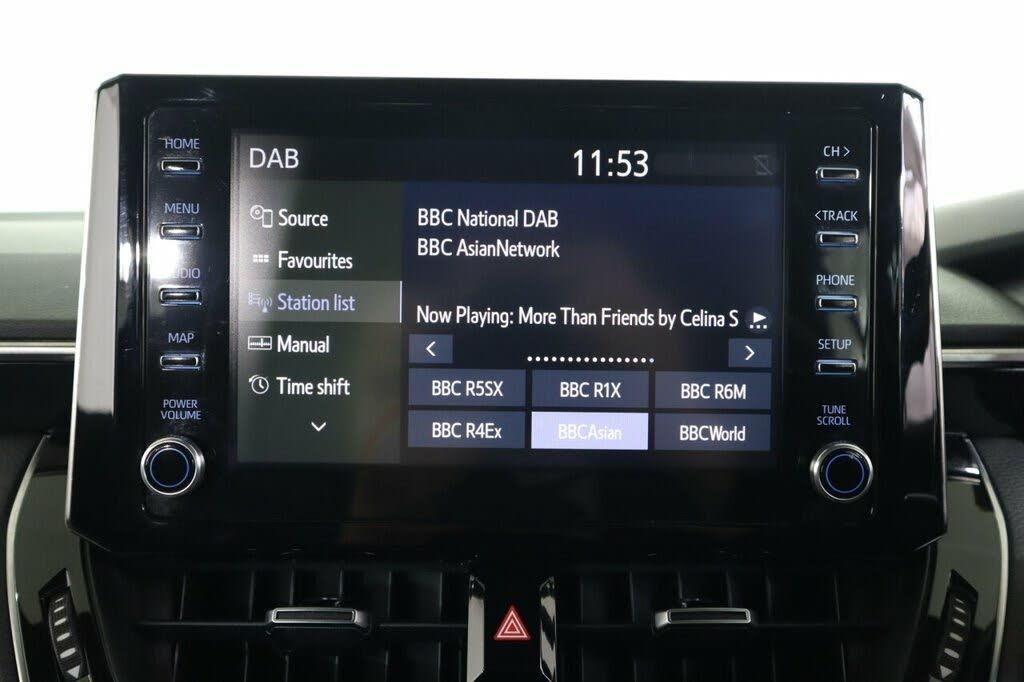 HOME
MENU
AUDIO
MAP
POWER
VOLUME
DAB
11:53
Source
Favourites
Station list
Manual
Time shift
BBC National DAB
BBC AsianNetwork
Now Playing: More Than Friends by Celina S
BBC R5SX BBC R1X BBC R6M
BBC R4Ex BBCAsian BBCWorld
CH >
< TRACK
PHONE
SETUP
TUNE
SCROLL